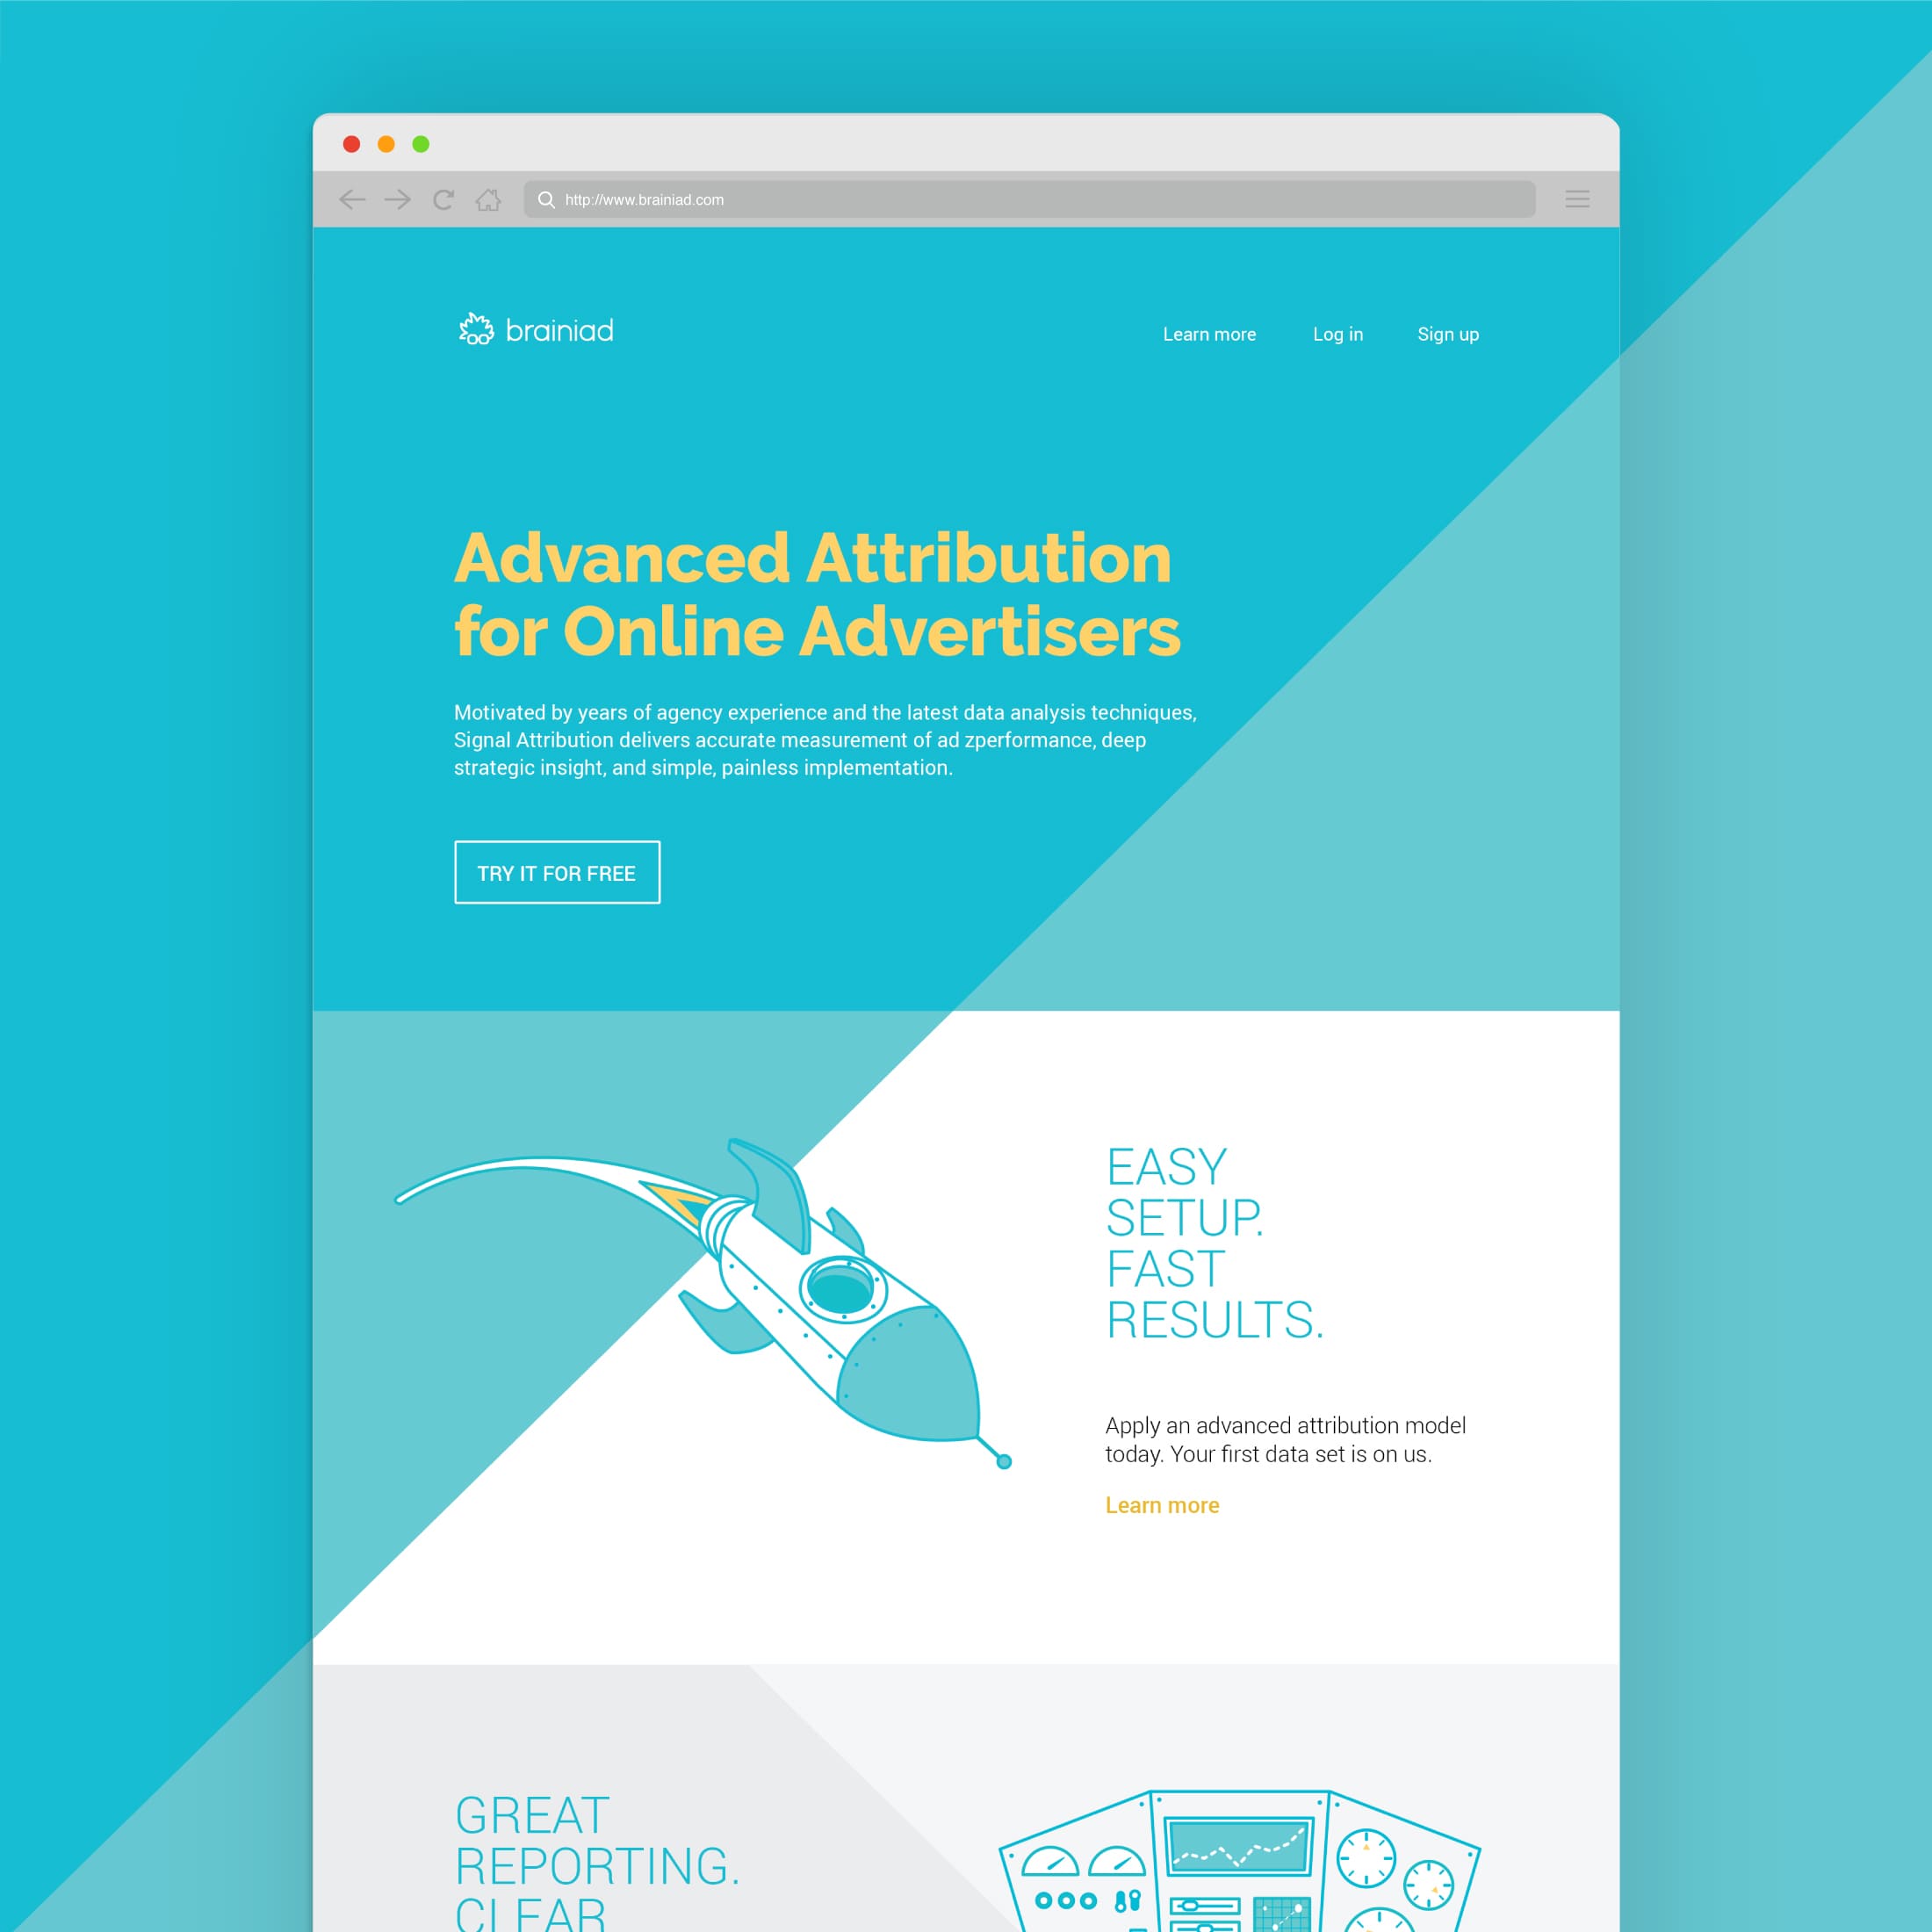 http://www.brainiad.com
brainiad
Learn more
Log in
Sign up
Advanced Attribution
for Online Advertisers
Motivated by years of agency experience and the latest data analysis techniques,
Signal Attribution delivers accurate measurement of ad zperformance, deep
strategic insight, and simple, painless implementation.
TRY IT FOR FREE
EASY
SETUP.
FAST
RESULTS.
Apply an advanced attribution model
today. Your first data set is on us.
Learn more
GREAT
REPORTING.
CLEAR